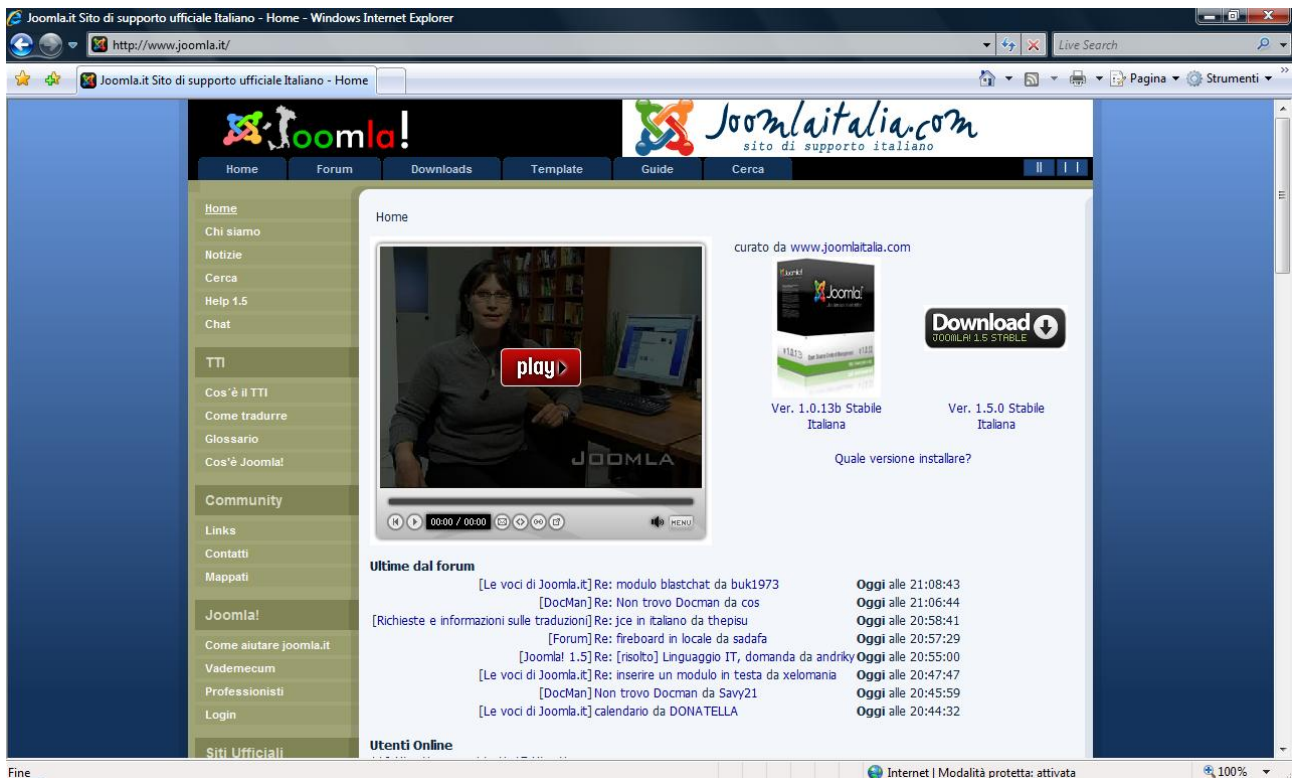 Joomla.it Sito di supporto ufficiale Italiano - Home - Windows Internet Explorer
http://www.joomla.it/
Live Search
Joomla.it Sito di supporto ufficiale Italiano - Home
Pagina
Strumenti
Joomla!
Joomlaitalia.com
sito di supporto italiano
Home Forum Downloads Template Guide Cerca
Home
Chi siamo
Notizie
Cerca
Help 1.5
Chat
TTI
Cos'è il TTI
Come tradurre
Glossario
Cos'è Joomla!
Community
Links
Contatti
Mappati
Joomla!
Come aiutare joomla.it
Vademecum
Professionisti
Login
Siti Ufficiali
Home
play
JOOMLA
00:00 / 00:00
MENU
curato da www.joomlaitalia.com
Joomla!
Download
JOOMLA! 1.5 STABLE
Ver. 1.0.13b Stabile
Italiana
Ver. 1.5.0 Stabile
Italiana
Quale versione installare?
Ultime dal forum
[Le voci di Joomla.it] Re: modulo blastchat da buk1973 Oggi alle 21:08:43
[DocMan] Re: Non trovo Docman da cos Oggi alle 21:06:44
[Richieste e informazioni sulle traduzioni] Re: jce in italiano da thepisu Oggi alle 20:58:41
[Forum] Re: fireboard in locale da sadafa Oggi alle 20:57:29
[Joomla! 1.5] Re: [risolto] Linguaggio IT, domanda da andriky Oggi alle 20:55:00
[Le voci di Joomla.it] Re: inserire un modulo in testa da xelomania Oggi alle 20:47:47
[DocMan] Non trovo Docman da Savy21 Oggi alle 20:45:59
[Le voci di Joomla.it] calendario da DONATELLA Oggi alle 20:44:32
Utenti Online
Fine
Internet | Modalità protetta: attivata
100%